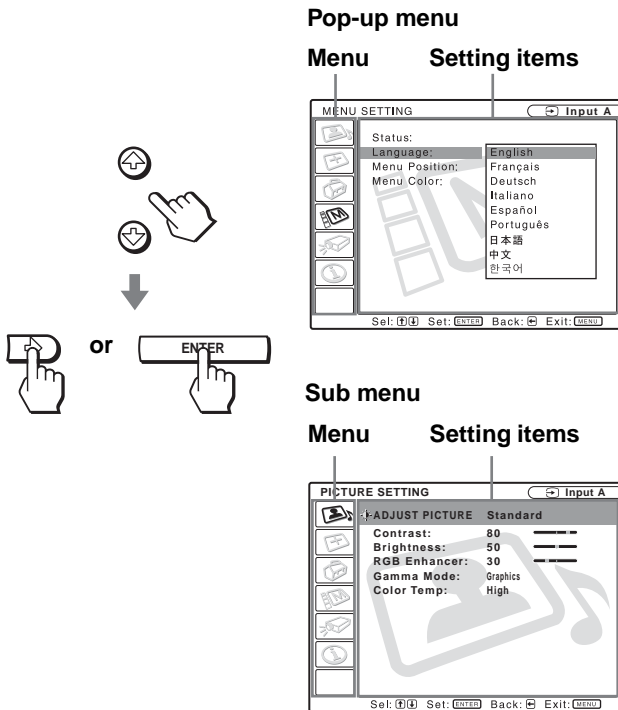 Pop-up menu
Menu Setting items
MENU SETTING Input A
Status:
Language: English
Menu Position: Français
Menu Color: Deutsch
Italiano
Español
Português
日本語
中文
한국어
Sel: Set: ENTER Back: Exit: MENU
or ENTER
Sub menu
Menu Setting items
PICTURE SETTING Input A
ADJUST PICTURE Standard
Contrast: 80
Brightness: 50
RGB Enhancer: 30
Gamma Mode: Graphics
Color Temp: High
Sel: Set: ENTER Back: Exit: MENU